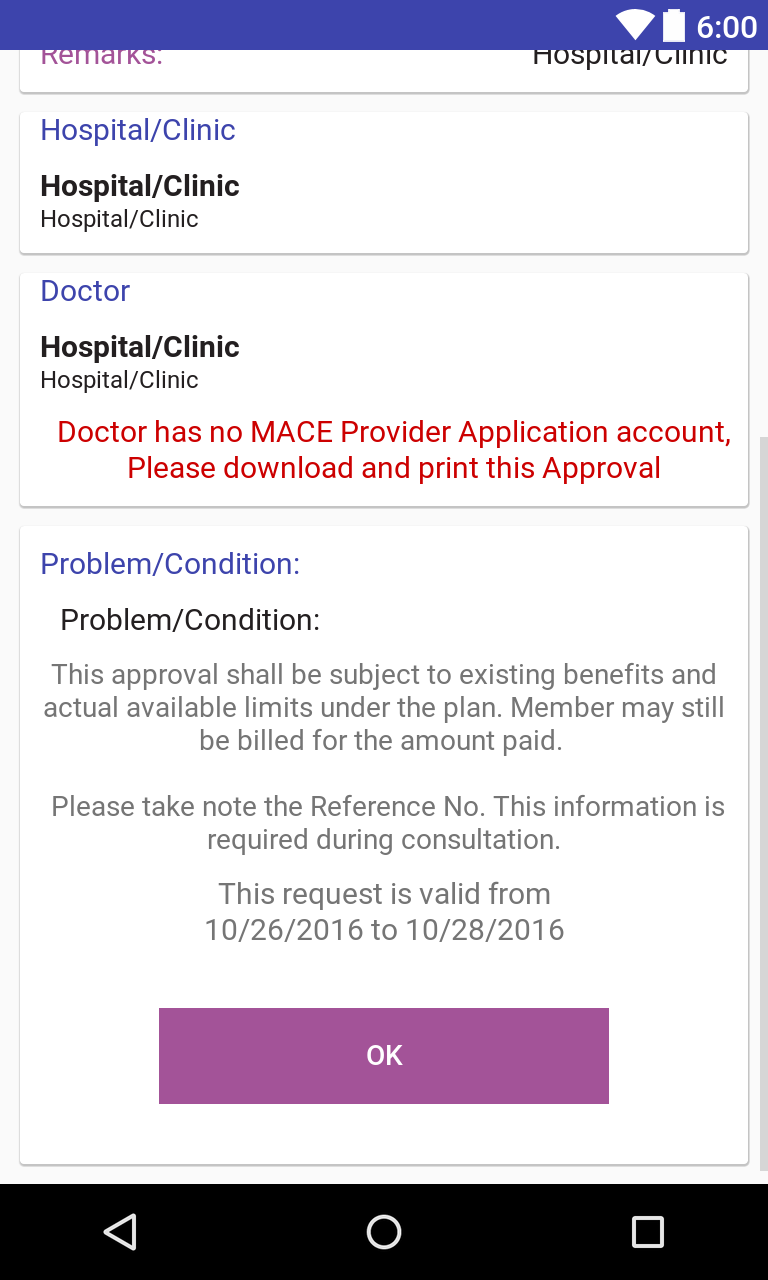 6:00
Remarks: Hospital/Clinic
Hospital/Clinic
Hospital/Clinic
Hospital/Clinic
Doctor
Hospital/Clinic
Hospital/Clinic
Doctor has no MACE Provider Application account,
Please download and print this Approval
Problem/Condition:
Problem/Condition:
This approval shall be subject to existing benefits and
actual available limits under the plan. Member may still
be billed for the amount paid.
Please take note the Reference No. This information is
required during consultation.
This request is valid from
10/26/2016 to 10/28/2016
OK